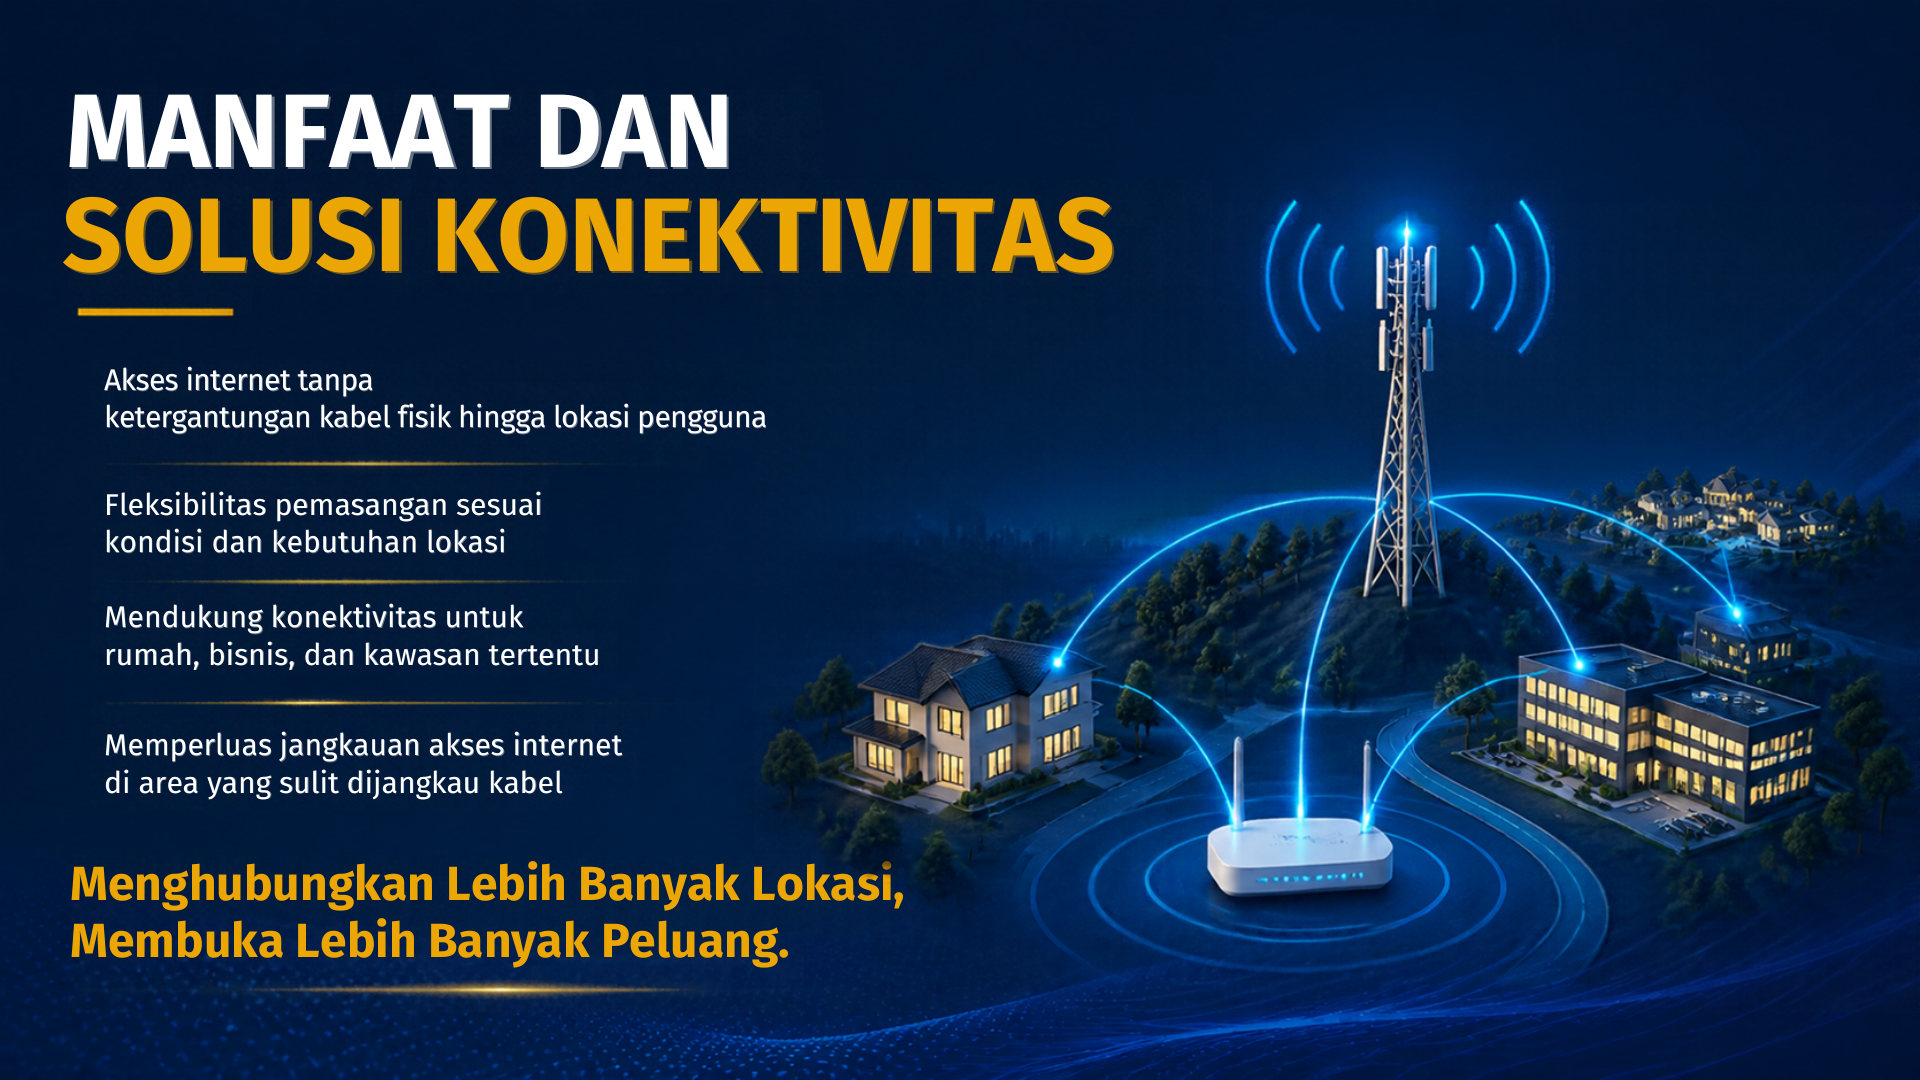 MANFAAT DAN
SOLUSI KONEKTIVITAS
Akses internet tanpa
ketergantungan kabel fisik hingga lokasi pengguna
Fleksibilitas pemasangan sesuai
kondisi dan kebutuhan lokasi
Mendukung konektivitas untuk
rumah, bisnis, dan kawasan tertentu
Memperluas jangkauan akses internet
di area yang sulit dijangkau kabel
Menghubungkan Lebih Banyak Lokasi,
Membuka Lebih Banyak Peluang.